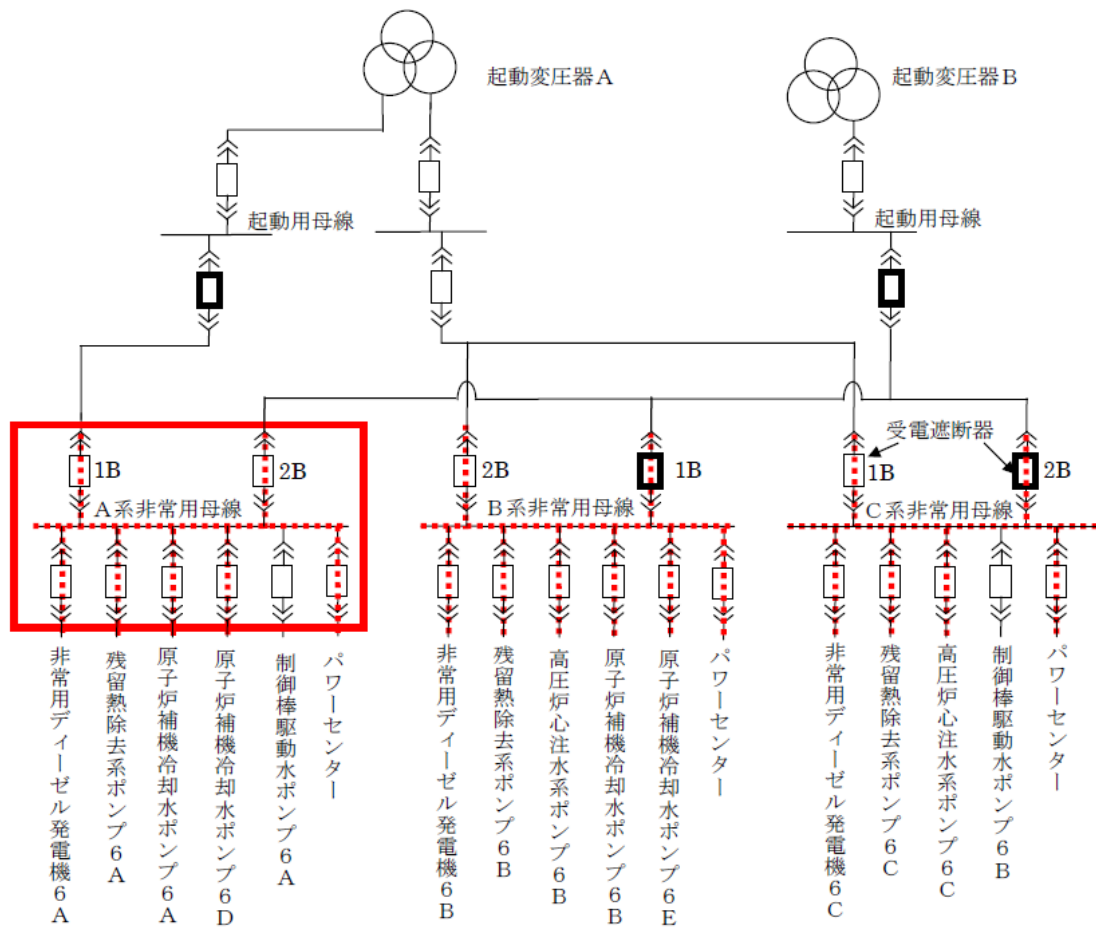 起動変圧器A
起動変圧器B
起動用母線
起動用母線
受電遮断器
1B
2B
2B
1B
1B
2B
A系非常用母線
B系非常用母線
C系非常用母線
非常用ディーゼル発電機6A
残留熱除去系ポンプ6A
原子炉補機冷却水ポンプ6A
原子炉補機冷却水ポンプ6D
制御棒駆動水ポンプ6A
パワーセンター
非常用ディーゼル発電機6B
残留熱除去系ポンプ6B
高圧炉心注水系ポンプ6B
原子炉補機冷却水ポンプ6B
原子炉補機冷却水ポンプ6E
パワーセンター
非常用ディーゼル発電機6C
残留熱除去系ポンプ6C
高圧炉心注水系ポンプ6C
制御棒駆動水ポンプ6B
パワーセンター